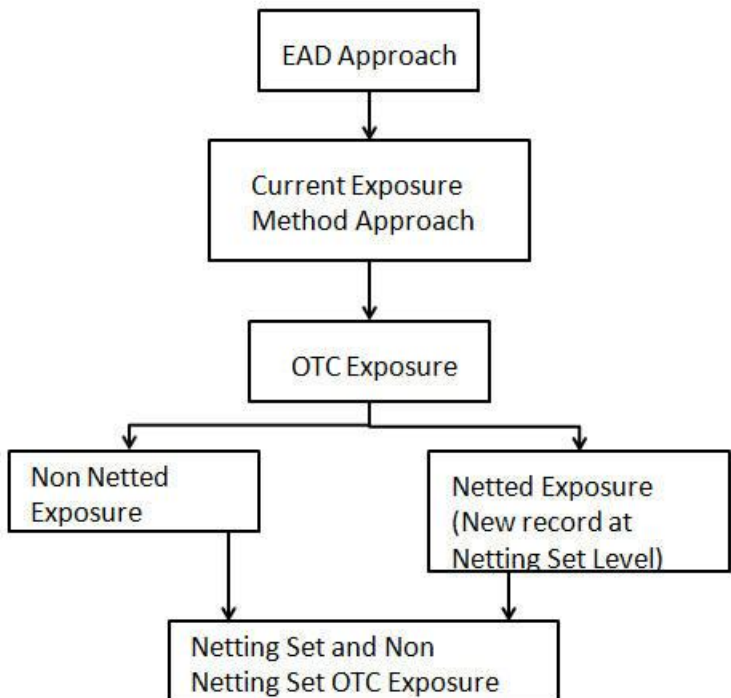 EAD Approach
Current Exposure
Method Approach
OTC Exposure
Non Netted
Exposure
Netted Exposure
(New record at
Netting Set Level)
Netting Set and Non
Netting Set OTC Exposure